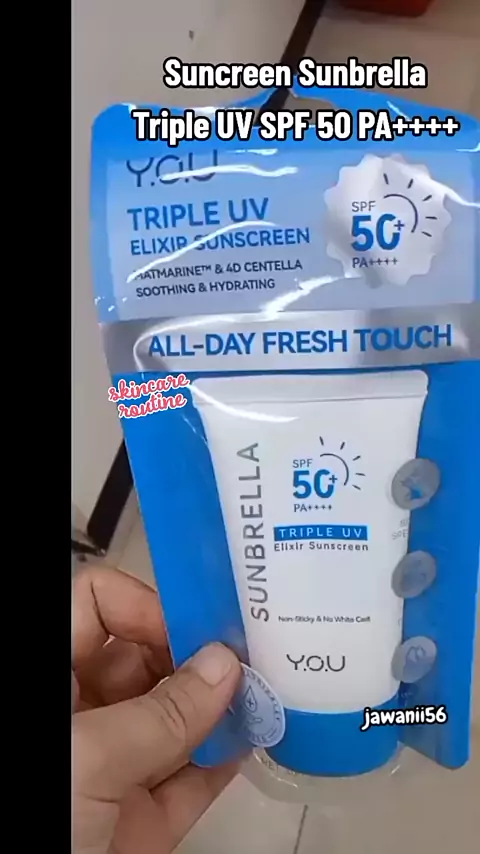 Suncreen Sunbrella
Triple UV SPF 50 PA++++
Y.O.U
TRIPLE UV
ELIXIR SUNSCREEN
HATMARINE™ & 4D CENTELLA
SOOTHING & HYDRATING
SPF
50+
PA++++
ALL-DAY FRESH TOUCH
skincare
routine
SUNBRELLA
SPF
50+
PA++++
TRIPLE UV
Elixir Sunscreen
Non-Sticky & No White Cast
Y.O.U
jawanii56